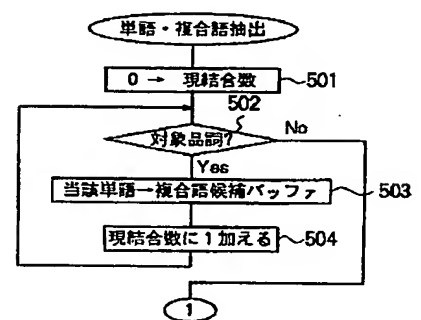 単語・複合語抽出
0 → 現結合数
501
502
対象品詞?
No
Yes
当該単語→複合語候補バッファ
503
現結合数に1加える
504
1